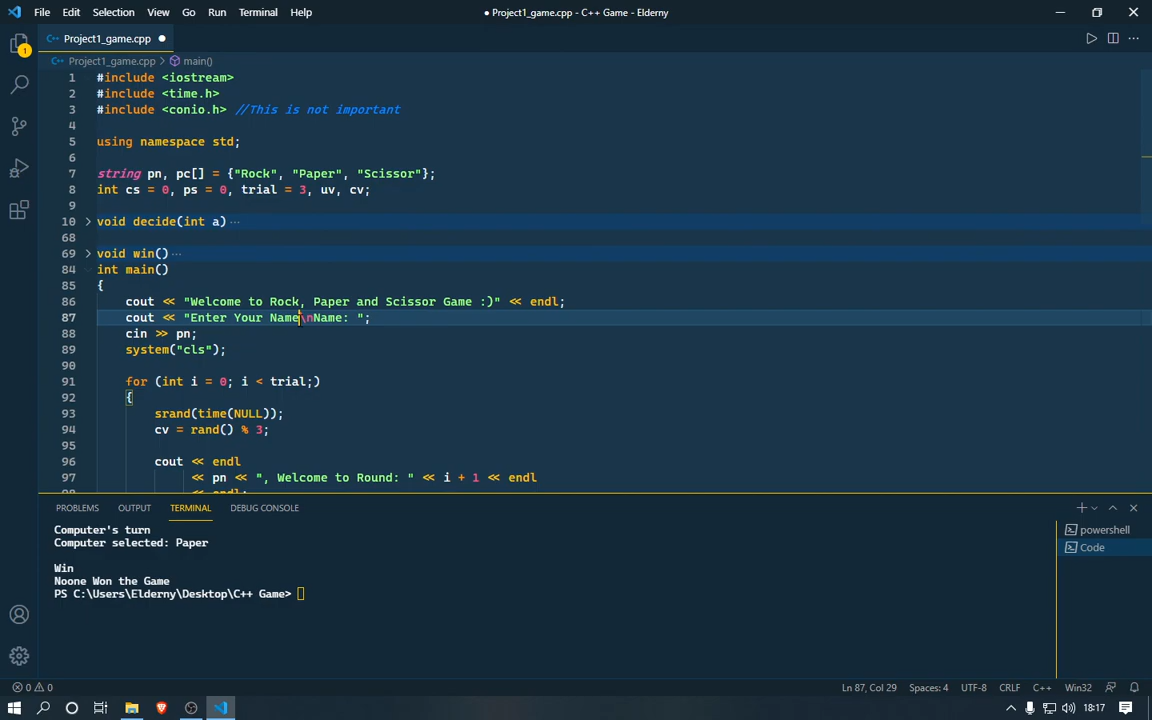 File Edit Selection View Go Run Terminal Help
● Project1_game.cpp - C++ Game - Elderny
Project1_game.cpp ●
Project1_game.cpp > main()
1 #include <iostream>
2 #include <time.h>
3 #include <conio.h> //This is not important
4
5 using namespace std;
6
7 string pn, pc[] = {"Rock", "Paper", "Scissor"};
8 int cs = 0, ps = 0, trial = 3, uv, cv;
9
10 > void decide(int a) ···
68
69 > void win() ···
84 int main()
85 {
86 cout << "Welcome to Rock, Paper and Scissor Game :)" << endl;
87 cout << "Enter Your Name\nName: ";
88 cin >> pn;
89 system("cls");
90
91 for (int i = 0; i < trial;)
92 {
93 srand(time(NULL));
94 cv = rand() % 3;
95
96 cout << endl
97 << pn << ", Welcome to Round: " << i + 1 << endl
98 << endl;
1
PROBLEMS OUTPUT TERMINAL DEBUG CONSOLE
Computer's turn
Computer selected: Paper
Win
Noone Won the Game
PS C:\Users\Elderny\Desktop\C++ Game>
powershell
Code
0 0
Ln 87, Col 29 Spaces: 4 UTF-8 CRLF C++ Win32
18:17